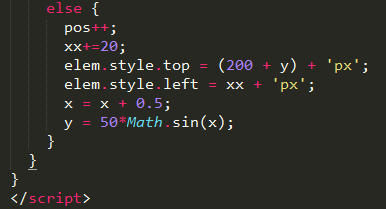 else {
pos++;
xx+=20;
elem.style.top = (200 + y) + 'px';
elem.style.left = xx + 'px';
x = x + 0.5;
y = 50*Math.sin(x);
}
}
}
</script>